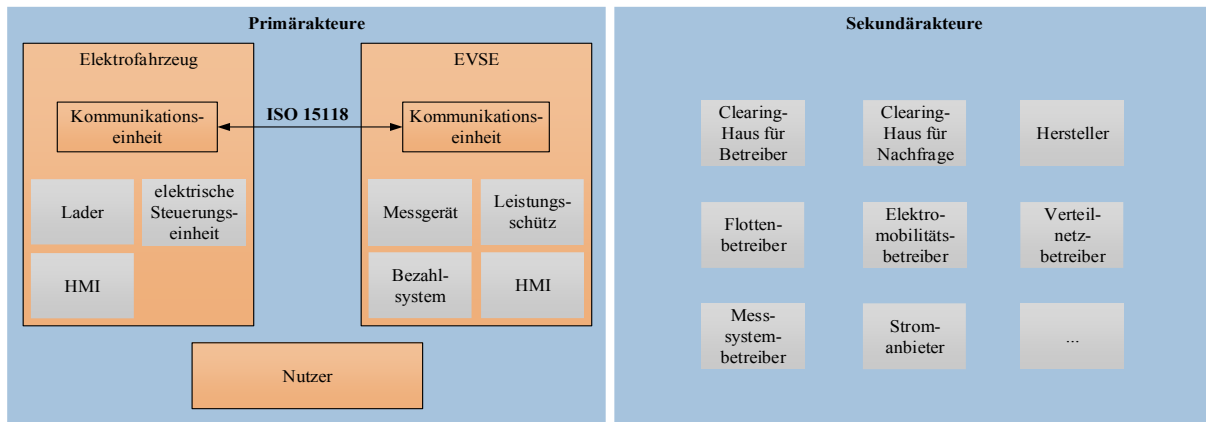 Primärakteure
Elektrofahrzeug
Kommunikations-
einheit
ISO 15118
EVSE
Kommunikations-
einheit
Lader
elektrische
Steuerungs-
einheit
HMI
Messgerät
Leistungs-
schütz
Bezahl-
system
HMI
Nutzer
Sekundärakteure
Clearing-
Haus für
Betreiber
Clearing-
Haus für
Nachfrage
Hersteller
Flotten-
betreiber
Elektro-
mobilitäts-
betreiber
Verteil-
netz-
betreiber
Mess-
system-
betreiber
Strom-
anbieter
...